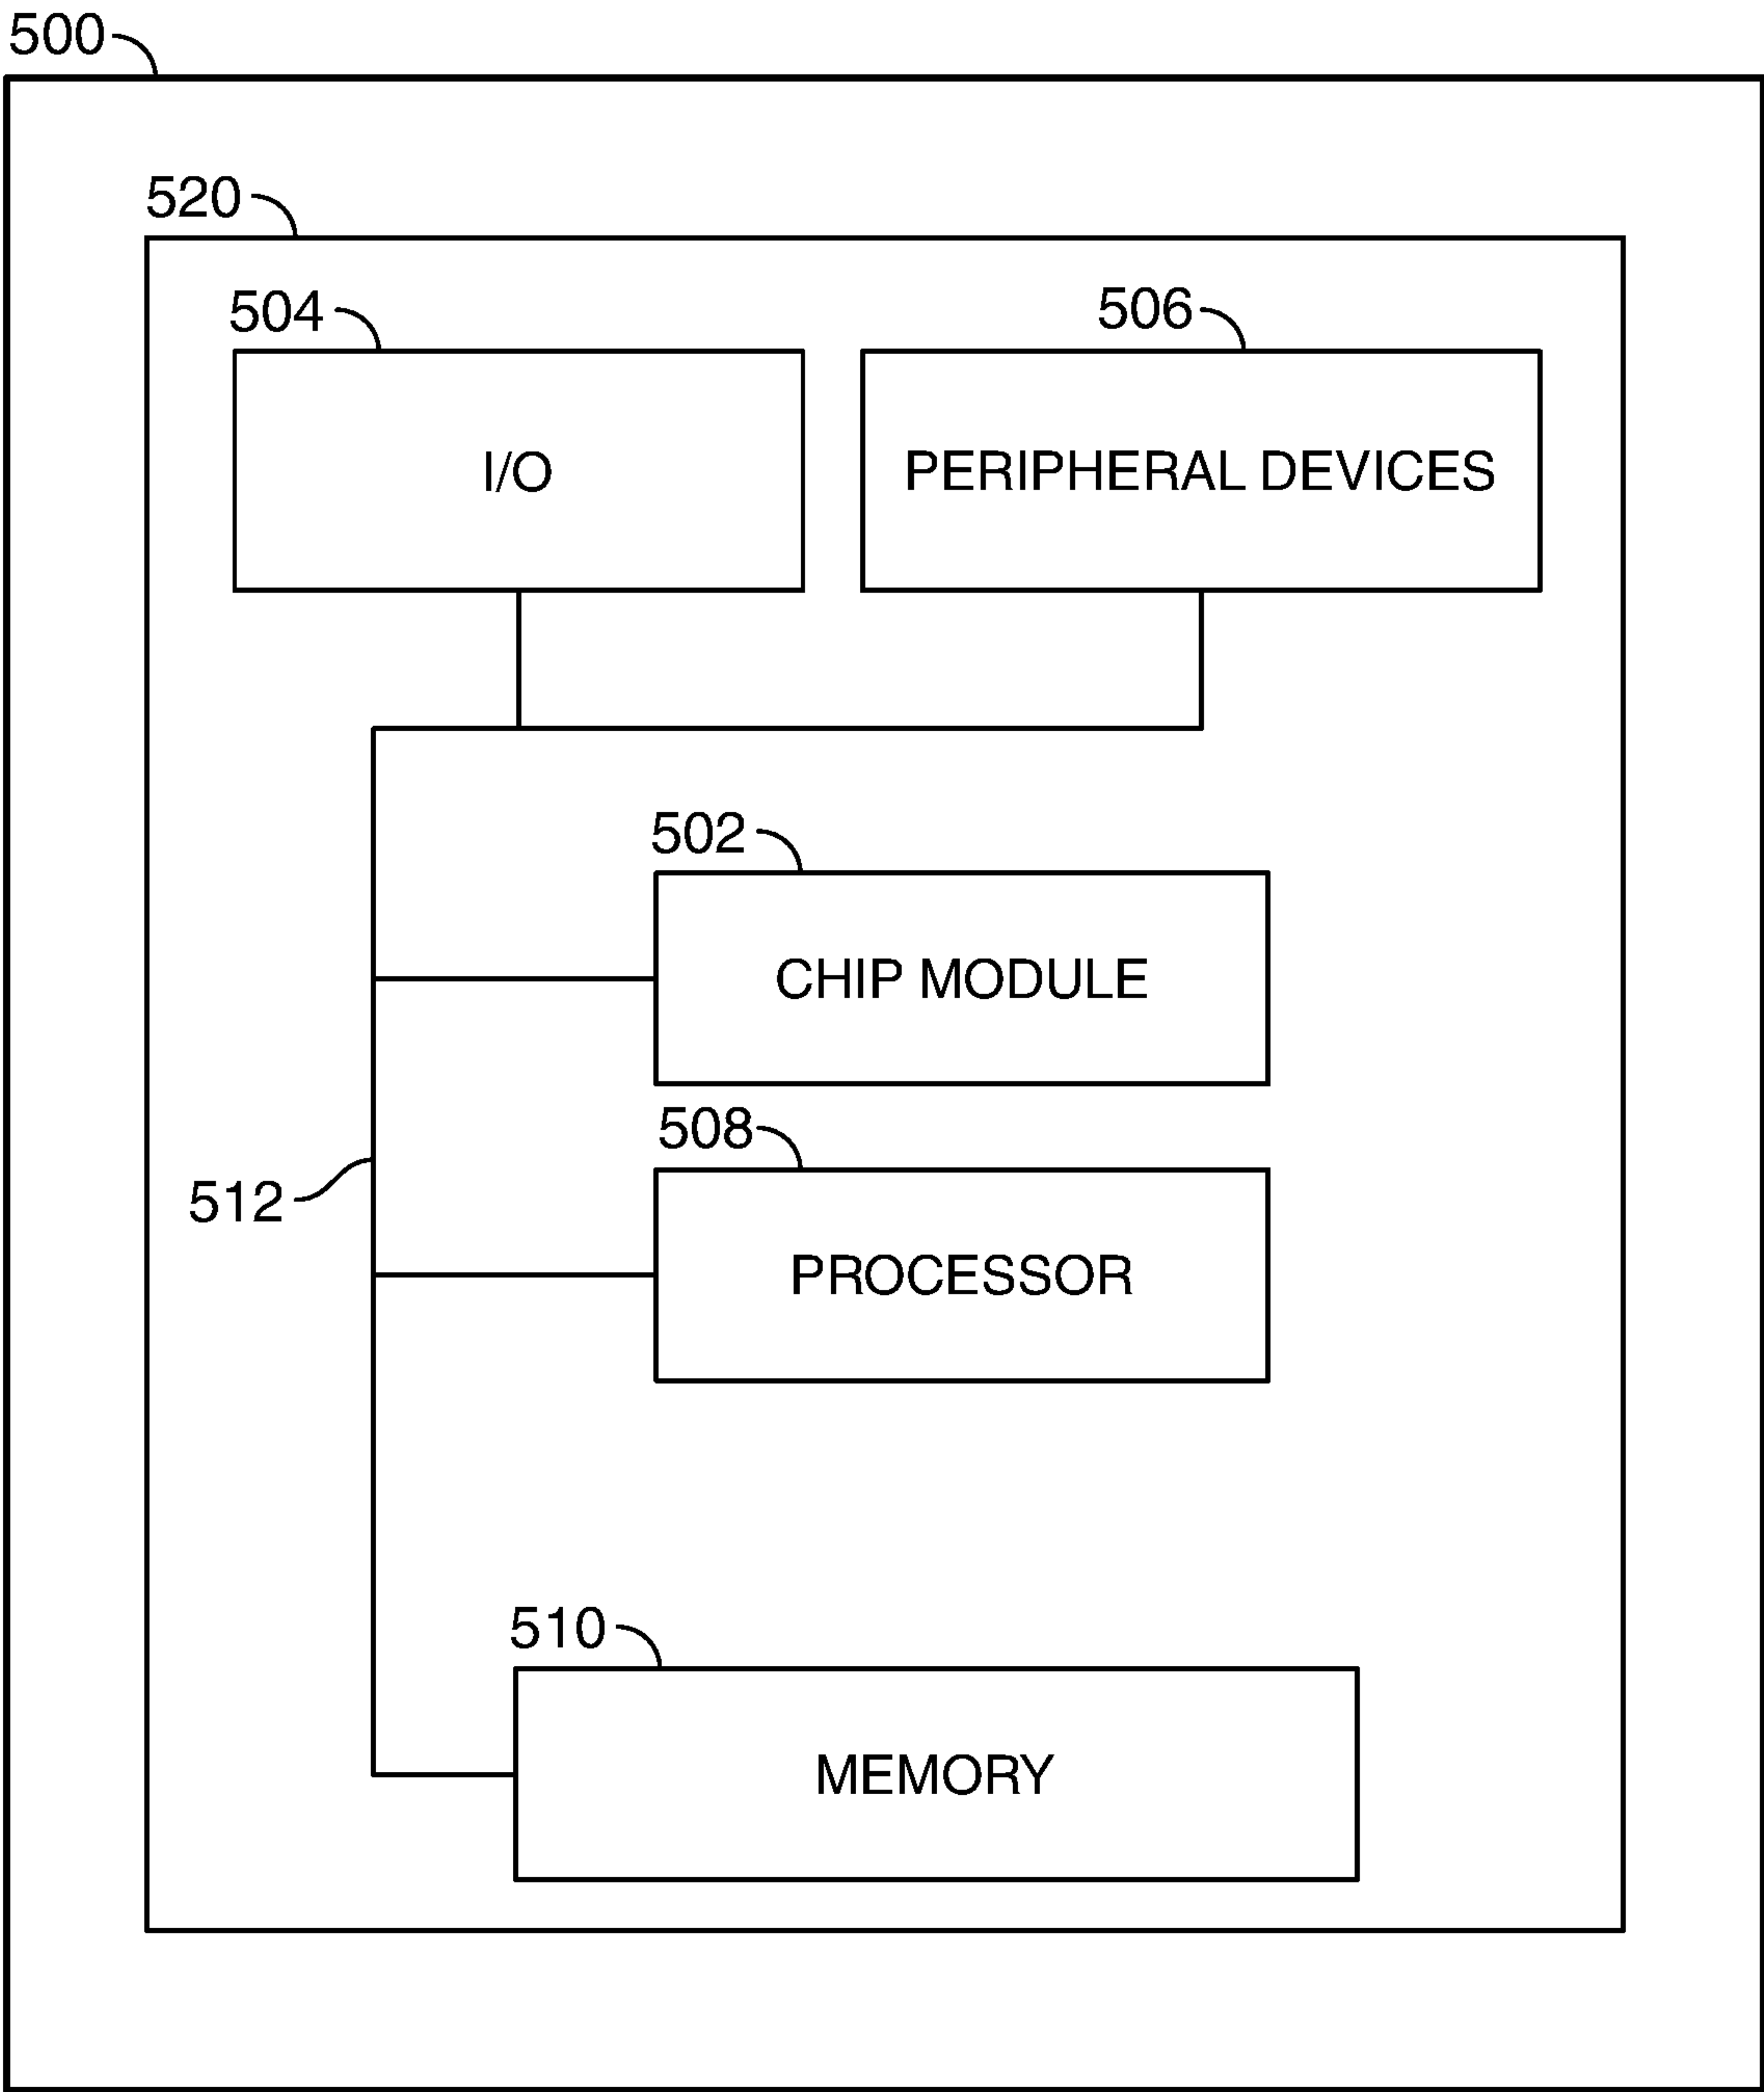 500
520
504
506
I/O
PERIPHERAL DEVICES
502
CHIP MODULE
508
512
PROCESSOR
510
MEMORY